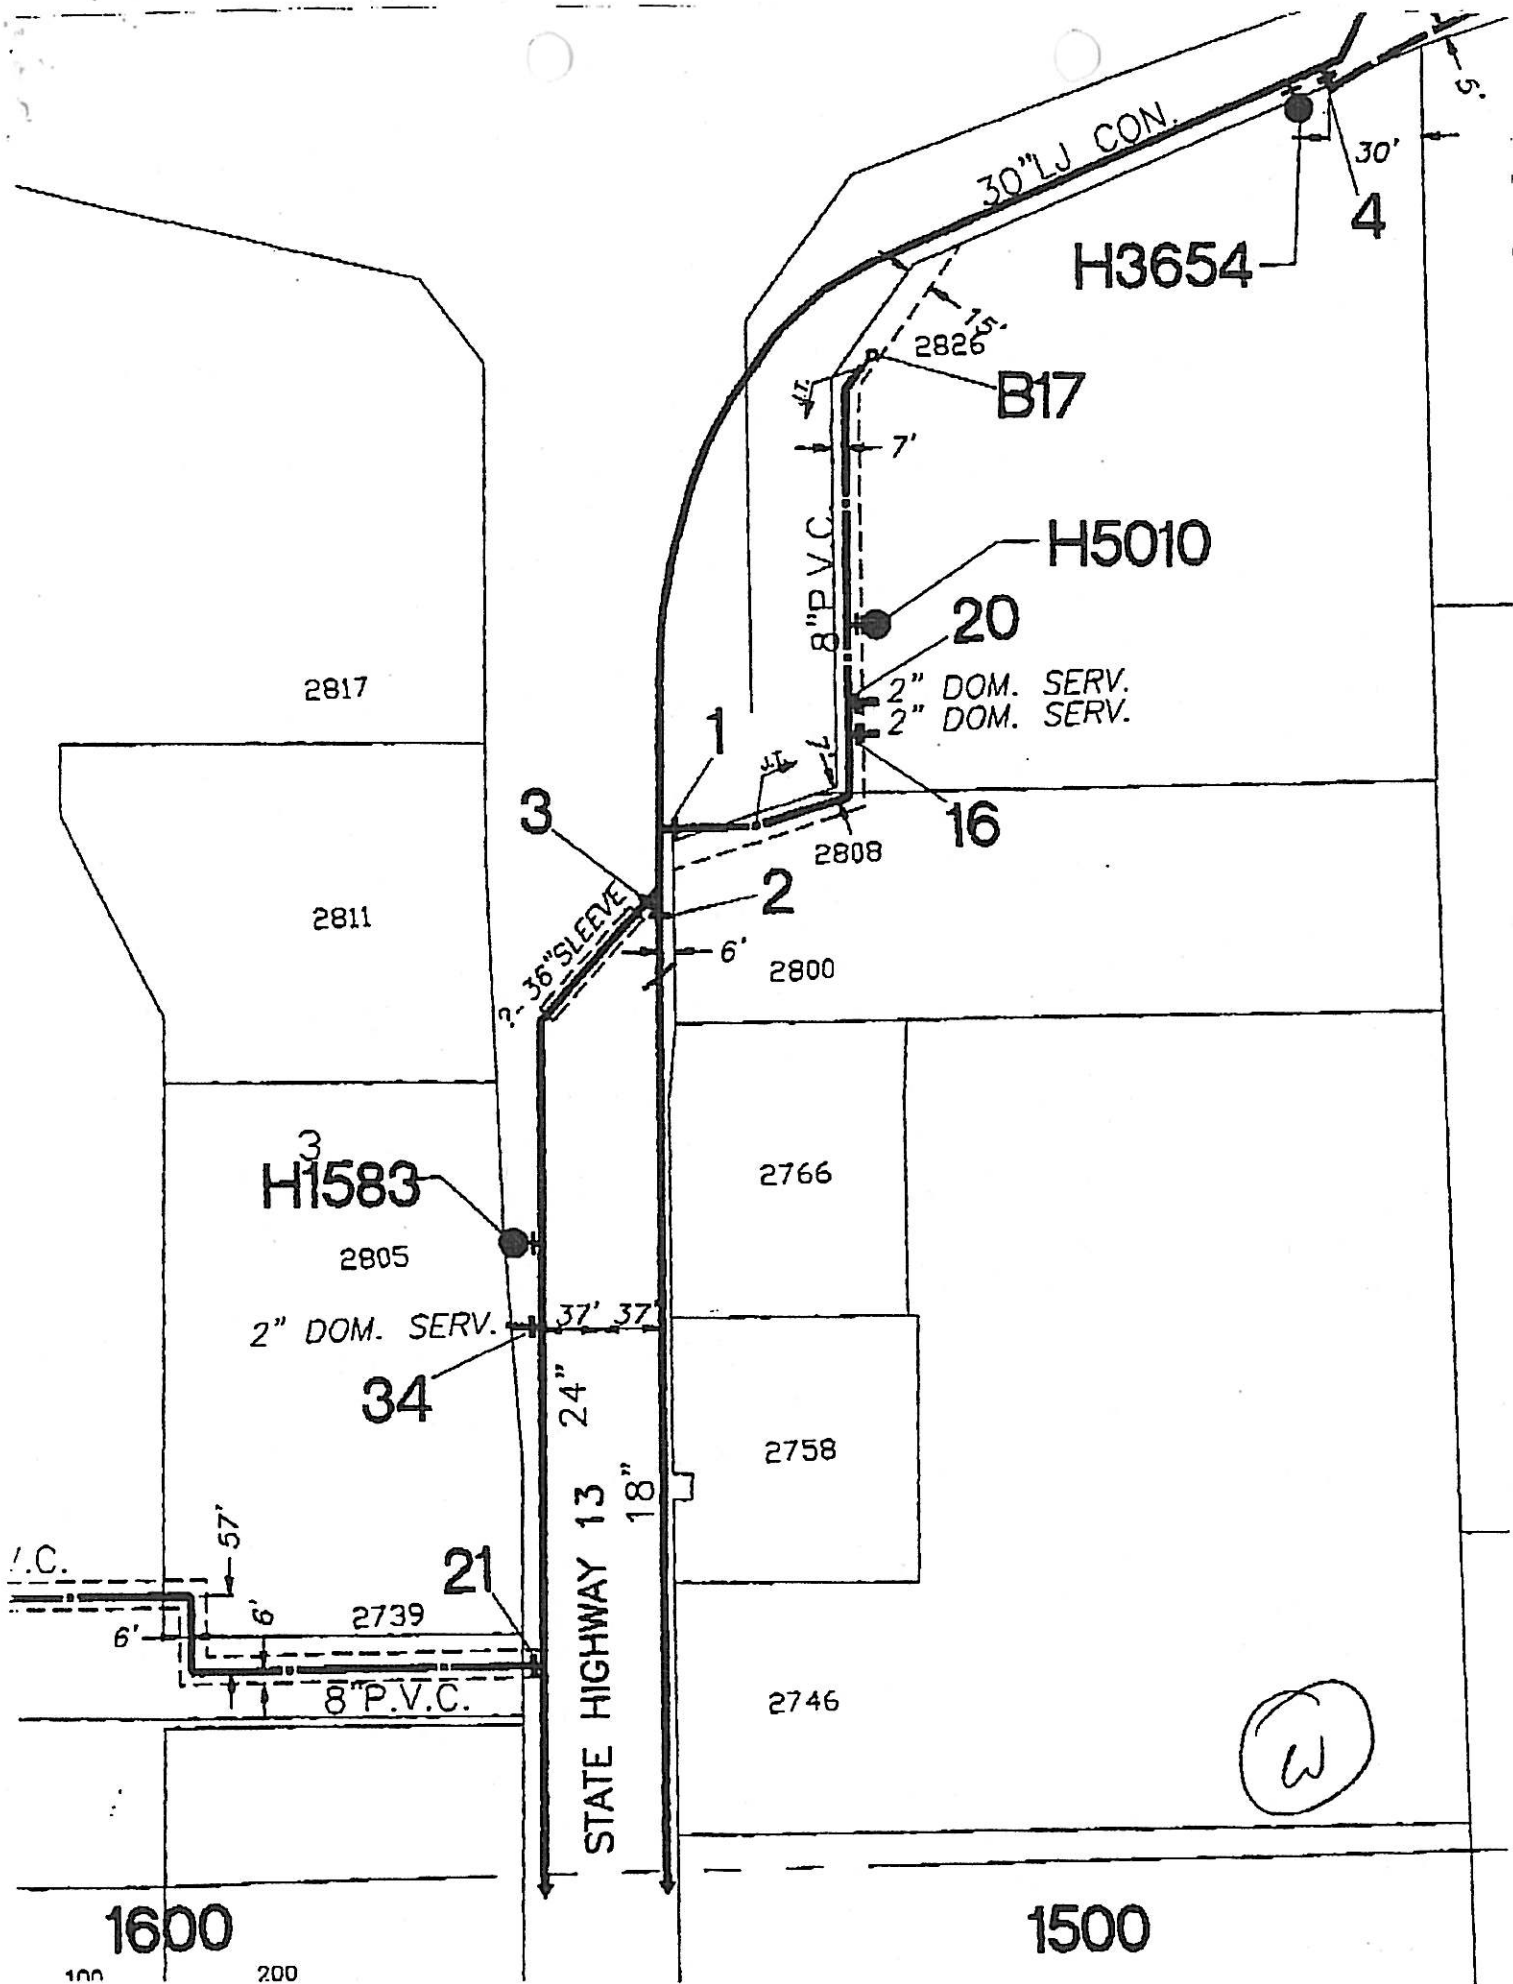 5'
30"LJ CON.
30'
4
H3654
15'
2826
B17
J.T.
7'
8"P.V.C.
H5010
20
2" DOM. SERV.
2" DOM. SERV.
2817
1
J.T.
7'
3
16
2808
2
36"SLEEVE
2811
6'
2800
?
3
H1583
2766
2805
37' 37'
2" DOM. SERV.
34
24"
2758
18"
STATE HIGHWAY 13
57'
21
6'
2739
6'
8"P.V.C.
2746
W
1600
1500
200